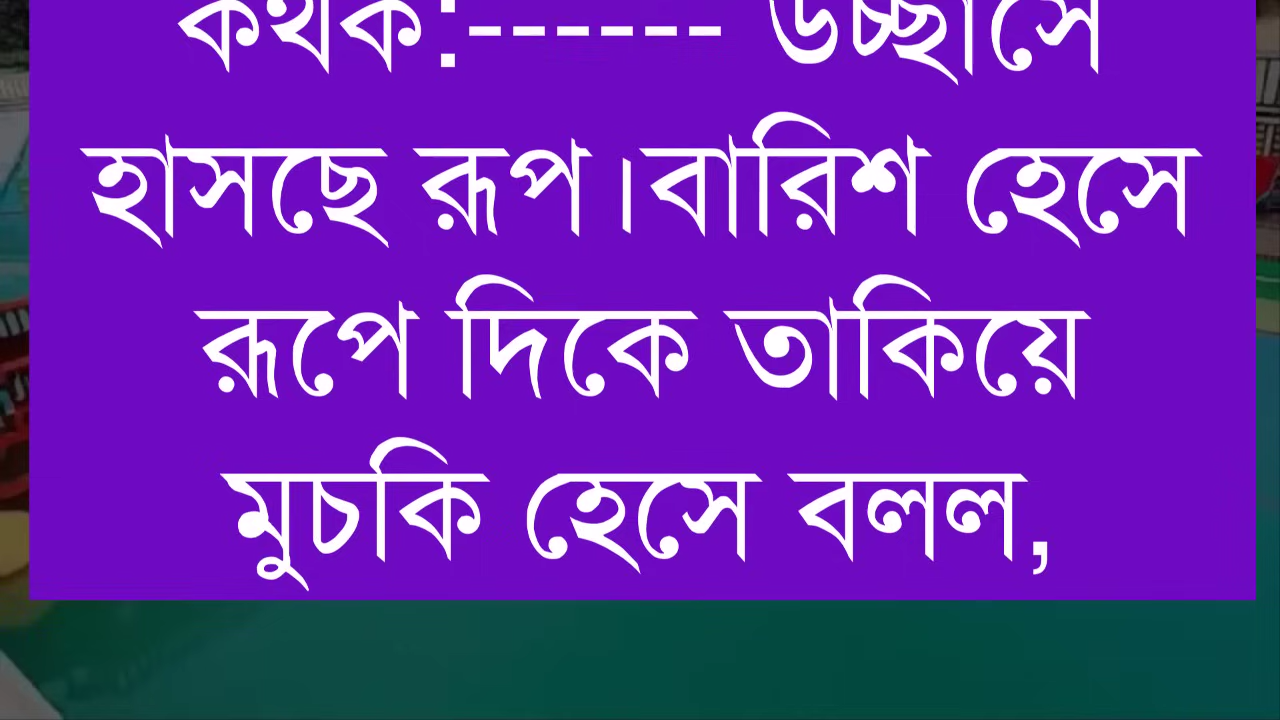 কথক:------ উচ্ছাসে
হাসছে রূপ।বারিশ হেসে
রূপে দিকে তাকিয়ে
মুচকি হেসে বলল,